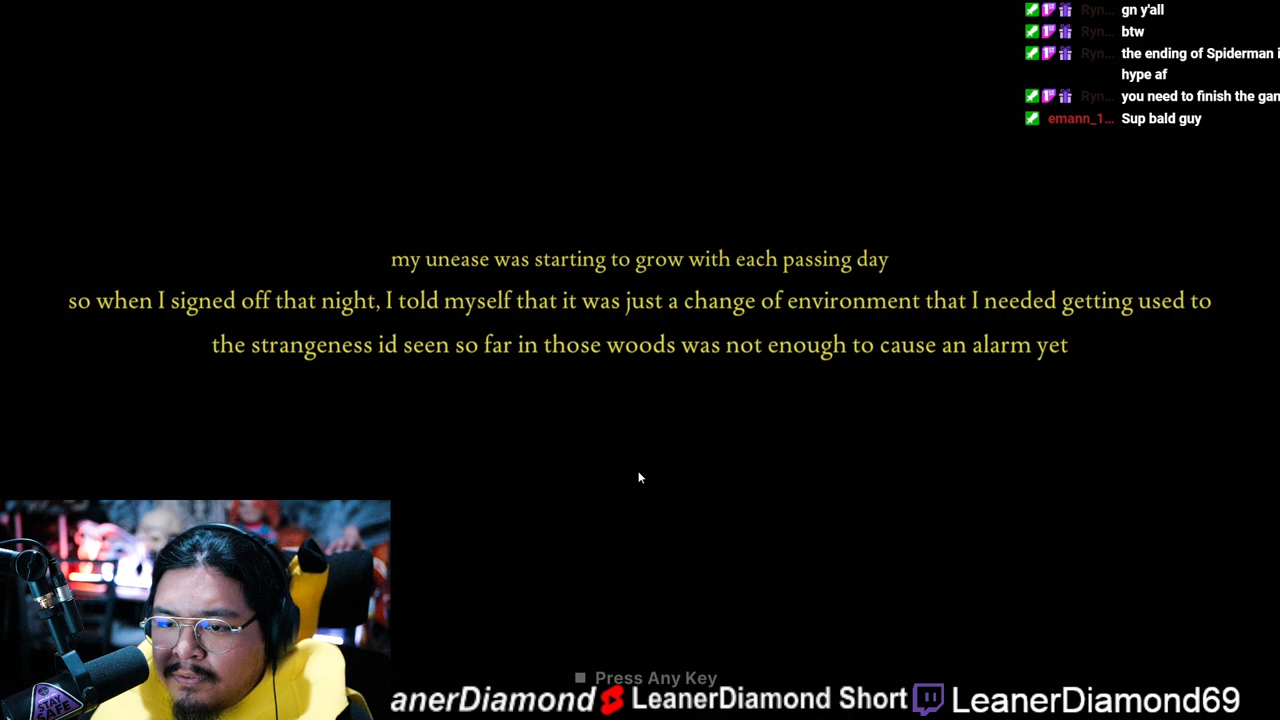 gn y'all
btw
the ending of Spiderman
hype af
you need to finish the
emann_1... Sup bald guy
my unease was starting to grow with each passing day
so when I signed off that night, I told myself that it was just a change of environment that I needed getting used to
the strangeness id seen so far in those woods was not enough to cause an alarm yet
STAY
SAFE
Press Any Key
anerDiamond LeanerDiamond Short LeanerDiamond69